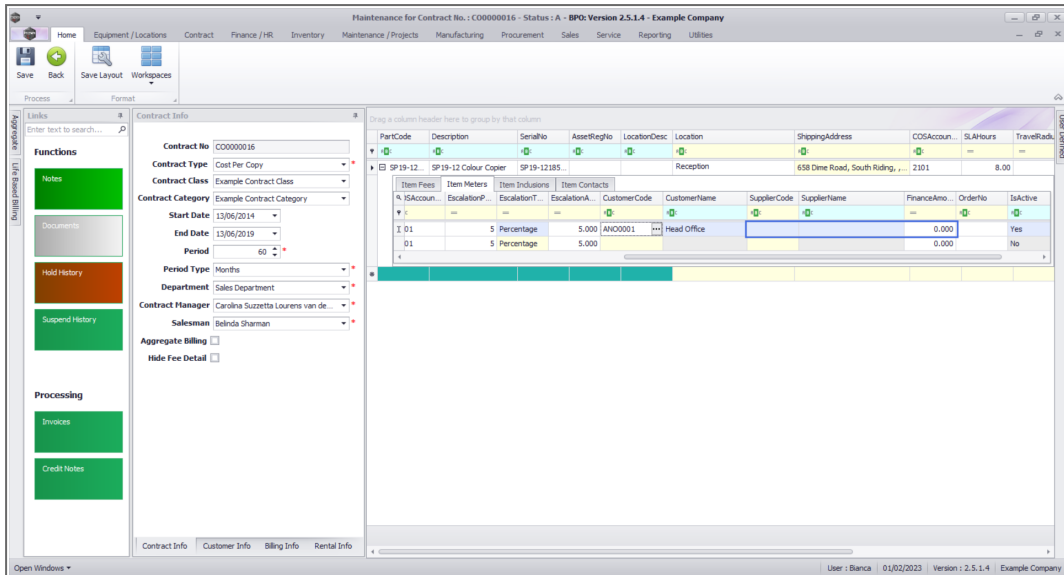 Maintenance for Contract No. : CO0000016 - Status : A - BPO: Version 2.5.1.4 - Example Company
Home Equipment / Locations Contract Finance / HR Inventory Maintenance / Projects Manufacturing Procurement Sales Service Reporting Utilities
Save Back Save Layout Workspaces
Process Format
Aggregate
Life Based Billing
Links
Enter text to search...
Functions
Notes
Documents
Hold History
Suspend History
Processing
Invoices
Credit Notes
Contract Info
Contract No CO0000016
Contract Type Cost Per Copy *
Contract Class Example Contract Class
Contract Category Example Contract Category
Start Date 13/06/2014
End Date 13/06/2019
Period 60 *
Period Type Months *
Department Sales Department *
Contract Manager Carolina Suzzetta Lourens van de... *
Salesman Belinda Sharman *
Aggregate Billing
Hide Fee Detail
Contract Info Customer Info Billing Info Rental Info
Drag a column header here to group by that column
PartCode Description SerialNo AssetRegNo LocationDesc Location ShippingAddress COSAccoun... SLAHours TravelRadiu
SP19-12... SP19-12 Colour Copier SP19-12185... Reception 658 Dime Road, South Riding, ,... 2101 8.00
Item Fees Item Meters Item Inclusions Item Contacts
SAccoun... EscalationP... EscalationT... EscalationA... CustomerCode CustomerName SupplierCode SupplierName FinanceAmo... OrderNo IsActive
01 5 Percentage 5.000 ANO0001 ... Head Office 0.000 Yes
01 5 Percentage 5.000 0.000 No
User Defined
Open Windows
User : Bianca 01/02/2023 Version : 2.5.1.4 Example Company